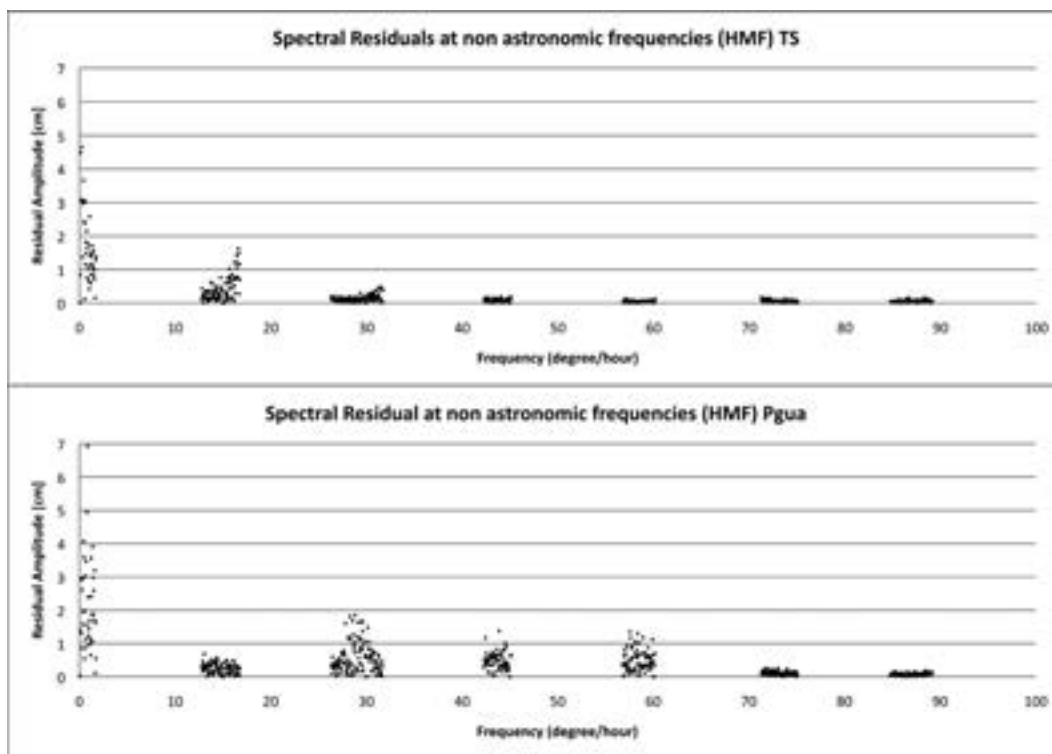 Spectral Residuals at non astronomic frequencies (HMF) TS
Residual Amplitude [cm]
7
6
5
4
3
2
1
0
0 10 20 30 40 50 60 70 80 90 100
Frequency (degree/hour)
Spectral Residual at non astronomic frequencies (HMF) Pgua
Residual Amplitude [cm]
7
6
5
4
3
2
1
0
0 10 20 30 40 50 60 70 80 90 100
Frequency (degree/hour)